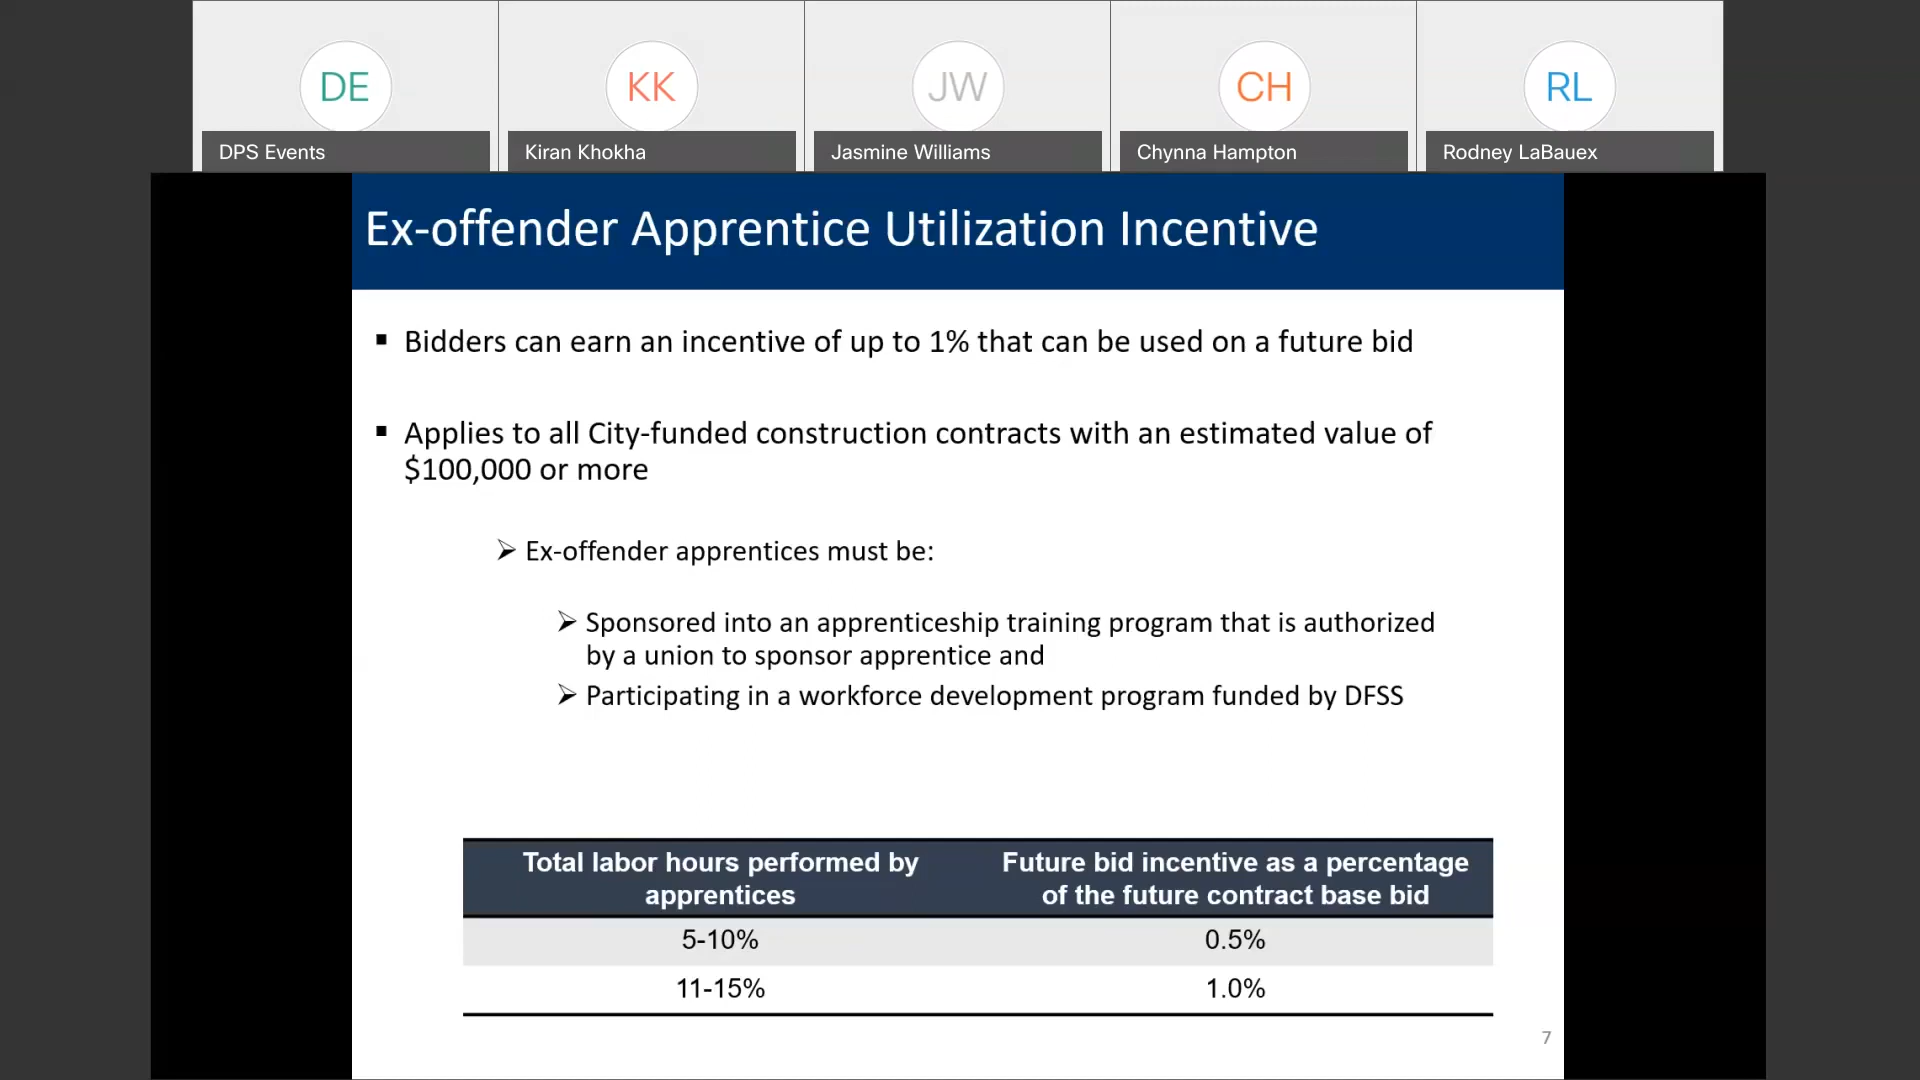 DE
KK
JW
CH
RL
DPS Events
Kiran Khokha
Jasmine Williams
Chynna Hampton
Rodney LaBauex
Ex-offender Apprentice Utilization Incentive
▪ Bidders can earn an incentive of up to 1% that can be used on a future bid
▪ Applies to all City-funded construction contracts with an estimated value of
$100,000 or more
➢ Ex-offender apprentices must be:
➢ Sponsored into an apprenticeship training program that is authorized
by a union to sponsor apprentice and
➢ Participating in a workforce development program funded by DFSS
Total labor hours performed by
apprentices
Future bid incentive as a percentage
of the future contract base bid
5-10%
0.5%
11-15%
1.0%
7